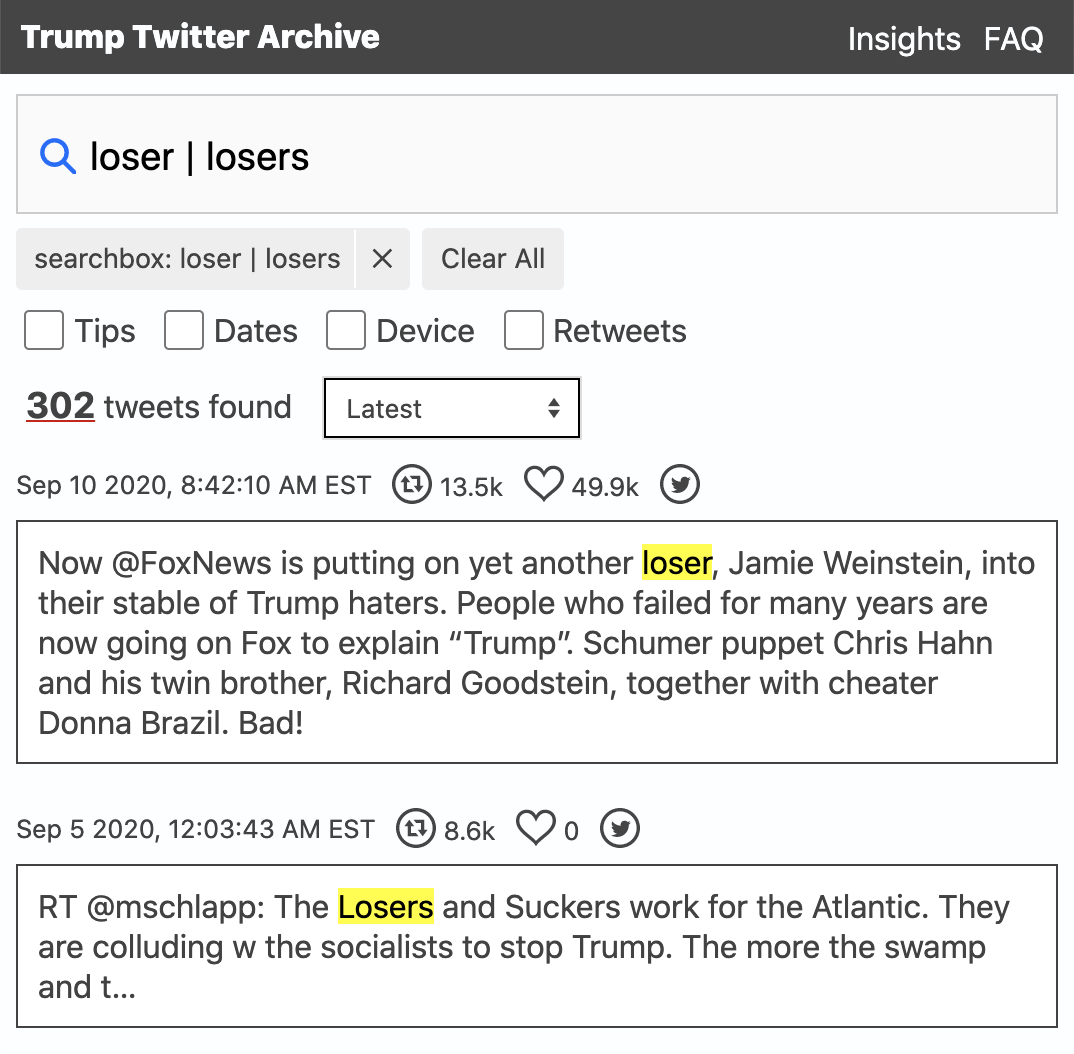 Trump Twitter Archive
Insights FAQ
loser | losers
searchbox: loser | losers × Clear All
Tips Dates Device Retweets
302 tweets found Latest
Sep 10 2020, 8:42:10 AM EST 13.5k 49.9k
Now @FoxNews is putting on yet another loser, Jamie Weinstein, into
their stable of Trump haters. People who failed for many years are
now going on Fox to explain “Trump”. Schumer puppet Chris Hahn
and his twin brother, Richard Goodstein, together with cheater
Donna Brazil. Bad!
Sep 5 2020, 12:03:43 AM EST 8.6k 0
RT @mschlapp: The Losers and Suckers work for the Atlantic. They
are colluding w the socialists to stop Trump. The more the swamp
and t...